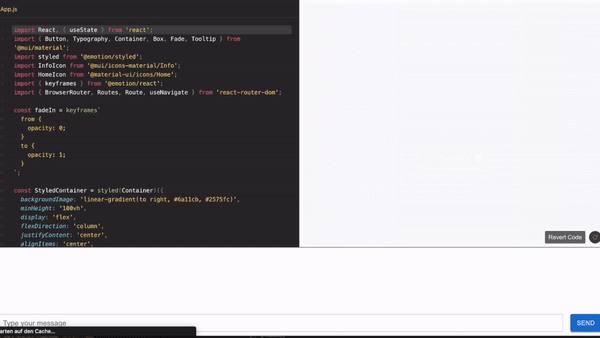 App.js
import React, { useState } from 'react';
import { Button, Typography, Container, Box, Fade, Tooltip } from
'@mui/material';
import styled from '@emotion/styled';
import InfoIcon from '@mui/icons-material/Info';
import HomeIcon from '@material-ui/icons/Home';
import { keyframes } from '@emotion/react';
import { BrowserRouter, Routes, Route, useNavigate } from 'react-router-dom';
const fadeIn = keyframes`
from {
opacity: 0;
}
to {
opacity: 1;
}
`;
const StyledContainer = styled(Container)({
backgroundImage: 'linear-gradient(to right, #6a11cb, #2575fc)',
minHeight: '100vh',
display: 'flex',
flexDirection: 'column',
justifyContent: 'center',
alignItems: 'center',
Revert Code
Type your message
SEND
arten auf den Cache...